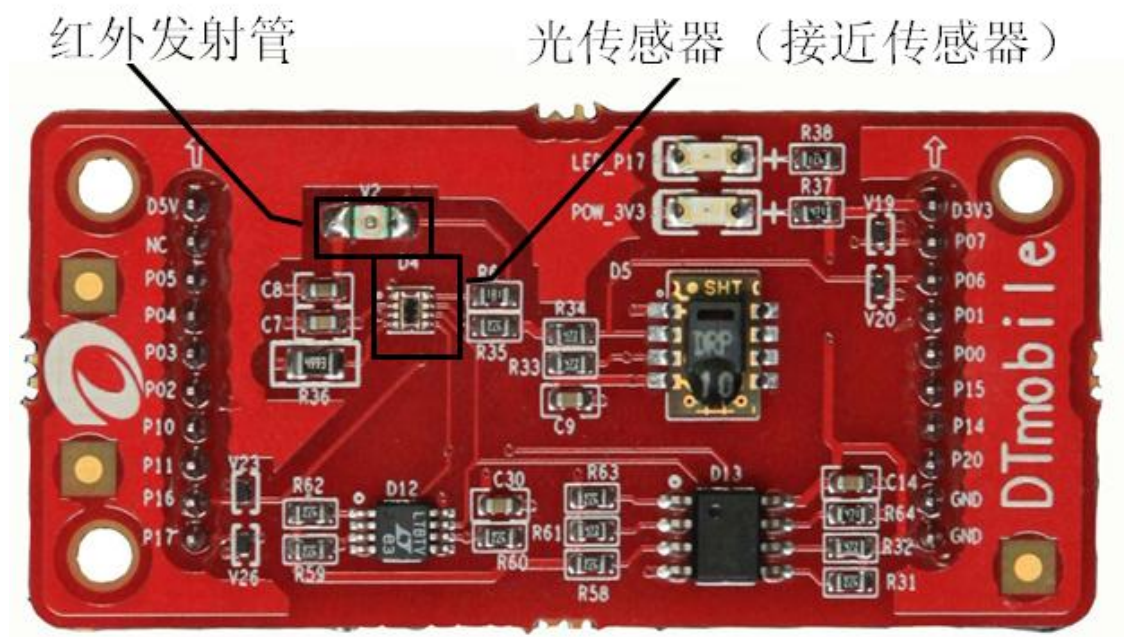 红外发射管
光传感器（接近传感器）
R38
LED_P17
R37
V2
D5V
POW_3V3
V19
D3V3
NC
P07
D4
D5
P05
C8
SHT
P06
P04
C7
R34
V20
P01
R35
DRP
P03
R33
P00
10
P02
R36
P15
C9
P10
P14
P11
V23
R63
D13
P20
R62
D12
C30
C14
P16
LT8TV
R61
R64
GND
83
P17
R60
R32
GND
V26
R59
R58
R31
DTmobile